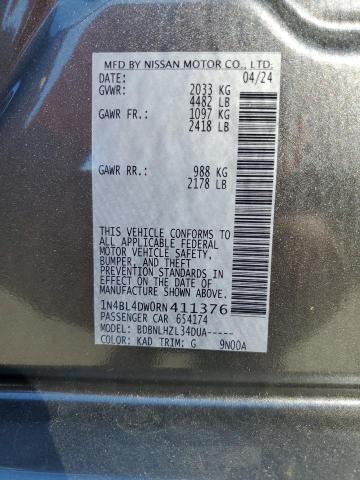 MFD BY NISSAN MOTOR CO., LTD.
DATE: 04/24
GVWR: 2033 KG
4482 LB
GAWR FR.: 1097 KG
2418 LB
GAWR RR.: 988 KG
2178 LB
THIS VEHICLE CONFORMS TO
ALL APPLICABLE FEDERAL
MOTOR VEHICLE SAFETY,
BUMPER, AND THEFT
PREVENTION STANDARDS
IN EFFECT ON THE DATE OF
MANUFACTURE SHOWN ABOVE.
1N4BL4DW0RN411376
PASSENGER CAR 654174
MODEL: BDBNLHZL34DUA-----
COLOR: KAD TRIM: G 9N00A